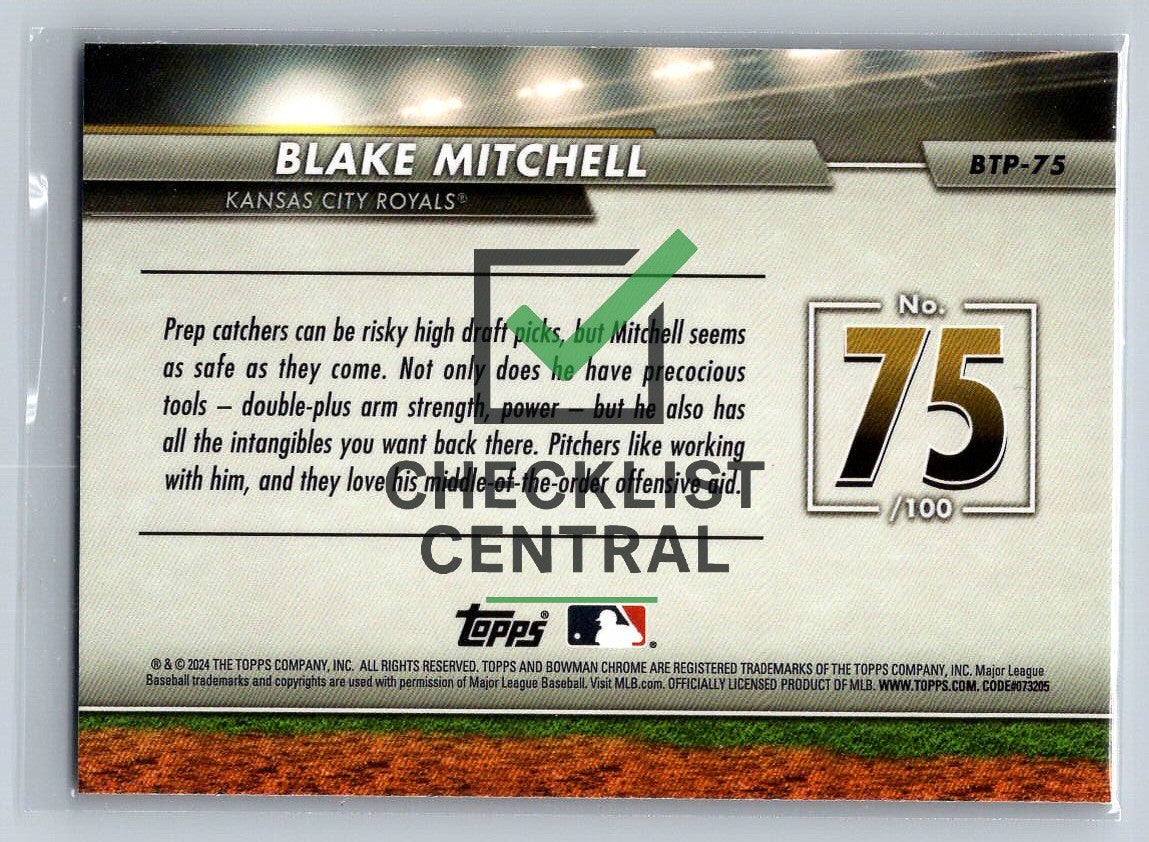 BLAKE MITCHELL
BTP-75
KANSAS CITY ROYALS®
No.
75
/100
Prep catchers can be risky high draft picks, but Mitchell seems
as safe as they come. Not only does he have precocious
tools – double-plus arm strength, power – but he also has
all the intangibles you want back there. Pitchers like working
with him, and they love his middle-of-the-order offensive aid.
CHECKLIST
CENTRAL
topps®
® & © 2024 THE TOPPS COMPANY, INC. ALL RIGHTS RESERVED. TOPPS AND BOWMAN CHROME ARE REGISTERED TRADEMARKS OF THE TOPPS COMPANY, INC. Major League
Baseball trademarks and copyrights are used with permission of Major League Baseball. Visit MLB.com. OFFICIALLY LICENSED PRODUCT OF MLB. WWW.TOPPS.COM. CODE#073205